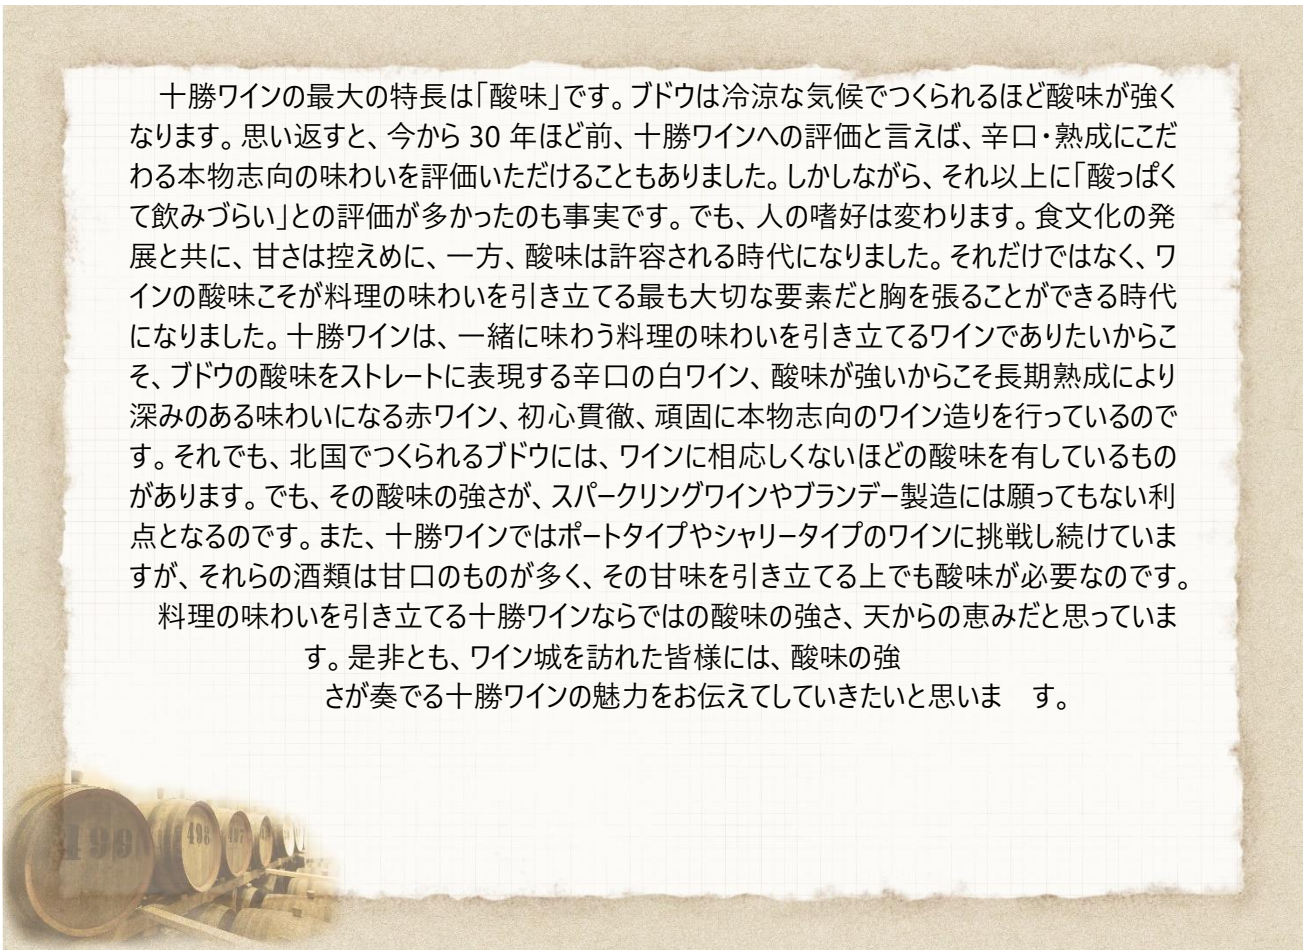 十勝ワインの最大の特長は「酸味」です。ブドウは冷涼な気候でつくられるほど酸味が強く
なります。思い返すと、今から 30 年ほど前、十勝ワインへの評価と言えば、辛口・熟成にこだ
わる本物志向の味わいを評価いただけることもありました。しかしながら、それ以上に「酸っぱく
て飲みづらい」との評価が多かったのも事実です。でも、人の嗜好は変わります。食文化の発
展と共に、甘さは控えめに、一方、酸味は許容される時代になりました。それだけではなく、ワ
インの酸味こそが料理の味わいを引き立てる最も大切な要素だと胸を張ることができる時代
になりました。十勝ワインは、一緒に味わう料理の味わいを引き立てるワインでありたいからこ
そ、ブドウの酸味をストレートに表現する辛口の白ワイン、酸味が強いからこそ長期熟成により
深みのある味わいになる赤ワイン、初心貫徹、頑固に本物志向のワイン造りを行っているので
す。それでも、北国でつくられるブドウには、ワインに相応しくないほどの酸味を有しているもの
があります。でも、その酸味の強さが、スパークリングワインやブランデー製造には願ってもない利
点となるのです。また、十勝ワインではポートタイプやシャリータイプのワインに挑戦し続けていま
すが、それらの酒類は甘口のものが多く、その甘味を引き立てる上でも酸味が必要なのです。
料理の味わいを引き立てる十勝ワインならではの酸味の強さ、天からの恵みだと思っていま
す。是非とも、ワイン城を訪れた皆様には、酸味の強
さが奏でる十勝ワインの魅力をお伝えてしていきたいと思いま　す。
499
498
497